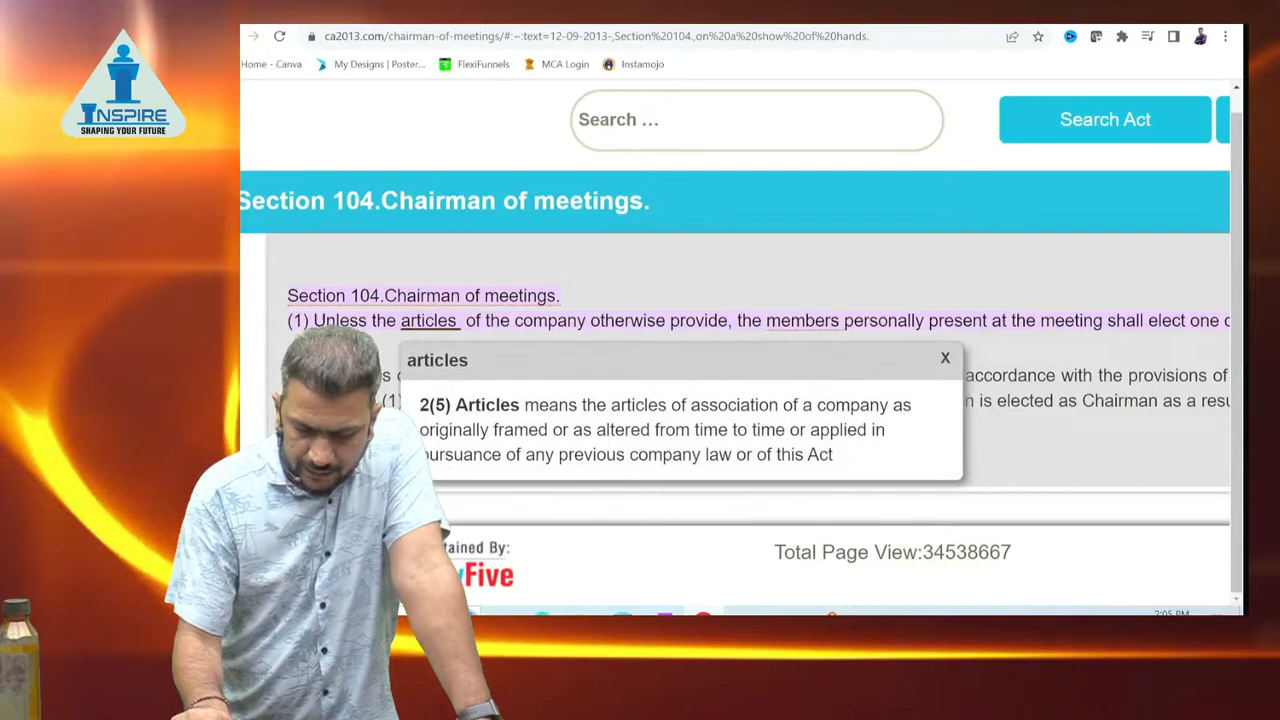 INSPIRE
SHAPING YOUR FUTURE
ca2013.com/chairman-of-meetings/#:~:text=12-09-2013-,Section%20104.,on%20a%20show%20of%20hands.
Home - Canva
My Designs | Poster...
FlexiFunnels
MCA Login
Instamojo
Search ...
Search Act
Section 104.Chairman of meetings.
Section 104.Chairman of meetings.
(1) Unless the articles of the company otherwise provide, the members personally present at the meeting shall elect one
articles
X
accordance with the provisions of
(1)
2(5) Articles means the articles of association of a company as
is elected as Chairman as a
originally framed or as altered from time to time or applied in
pursuance of any previous company law or of this Act
Total Page View:34538667
By:
Five
2:05 PM